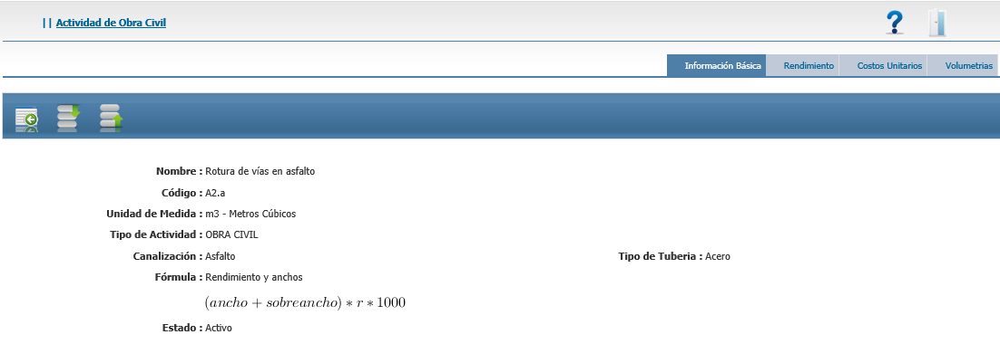 || Actividad de Obra Civil
Información Básica Rendimiento Costos Unitarios Volumetrias
Nombre : Rotura de vías en asfalto
Código : A2.a
Unidad de Medida : m3 - Metros Cúbicos
Tipo de Actividad : OBRA CIVIL
Canalización : Asfalto Tipo de Tuberia : Acero
Fórmula : Rendimiento y anchos
(ancho + sobreancho) * r * 1000
Estado : Activo